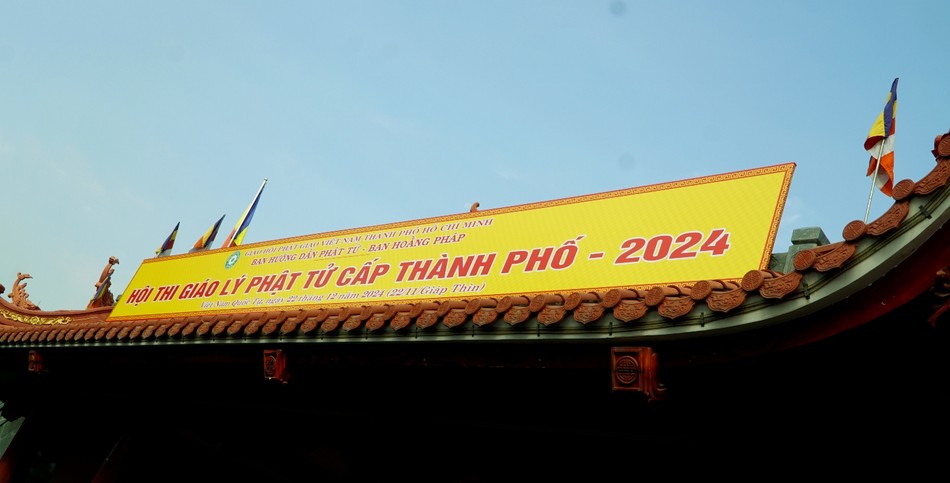 GIÁO HỘI PHẬT GIÁO VIỆT NAM THÀNH PHỐ HỒ CHÍ MINH
BAN HƯỚNG DẪN PHẬT TỬ - BAN HOẰNG PHÁP
HỘI THI GIÁO LÝ PHẬT TỬ CẤP THÀNH PHỐ - 2024
Việt Nam Quốc Tự, ngày 22 tháng 12 năm 2024 (22/11/Giáp Thìn)